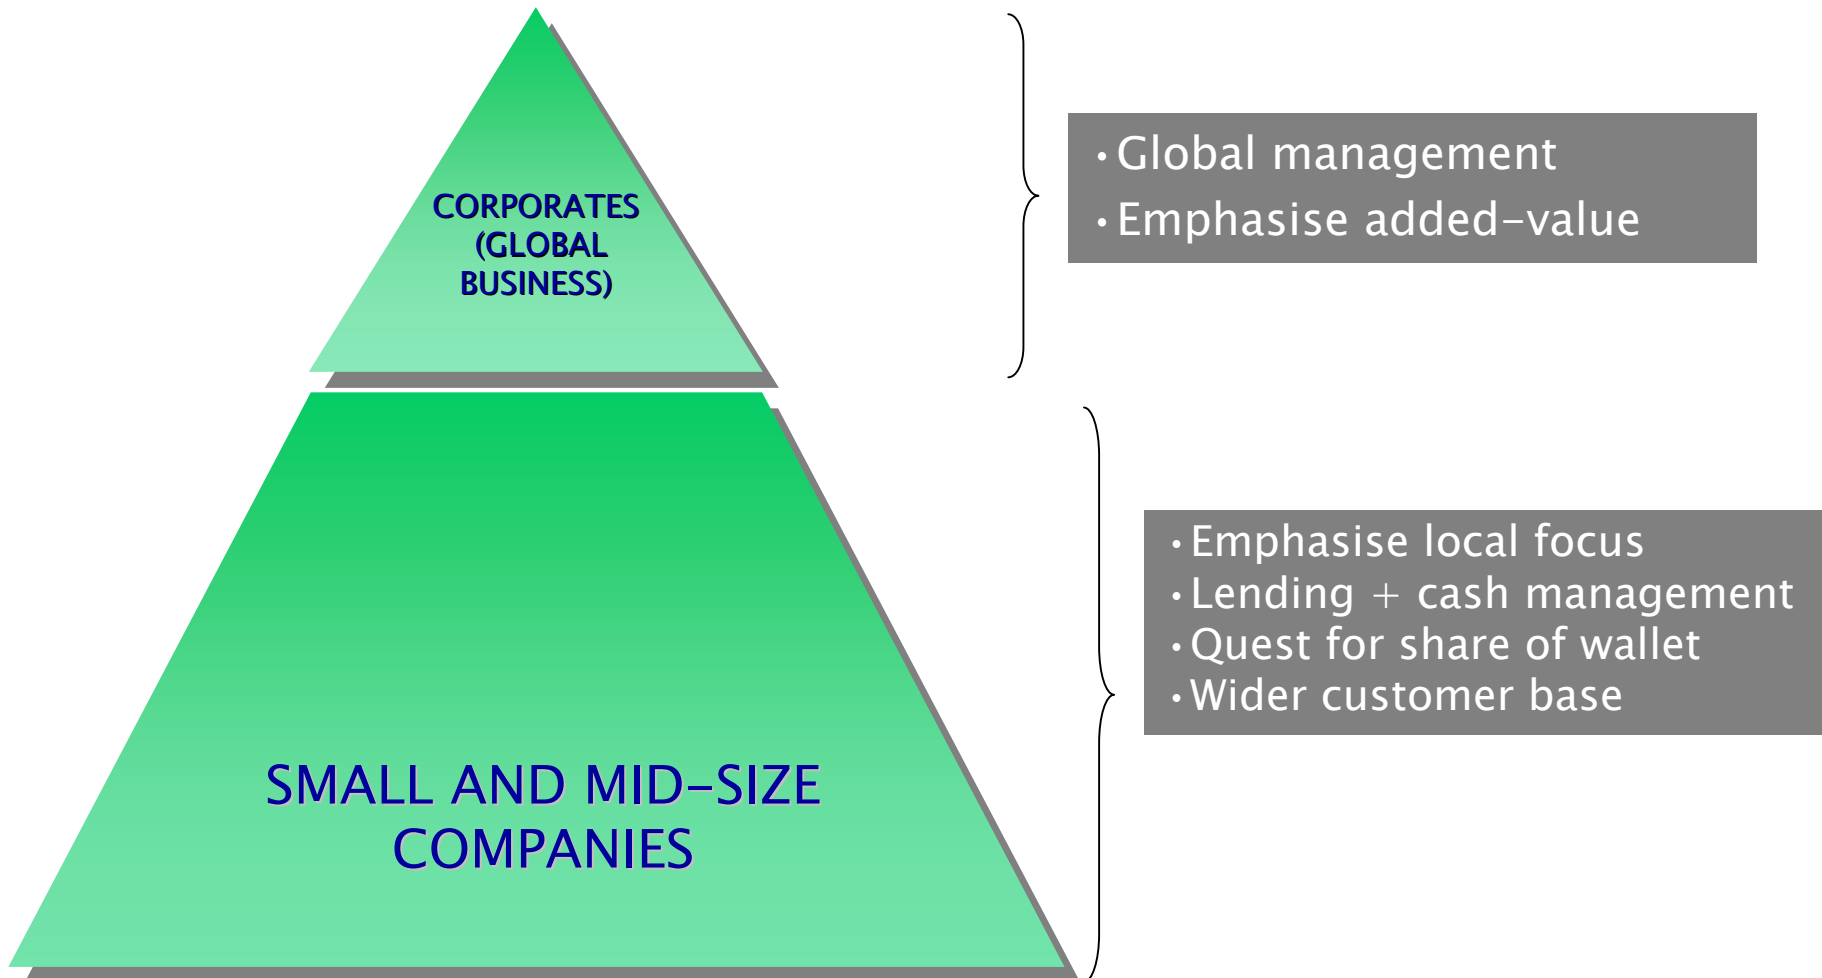 CORPORATES
(GLOBAL
BUSINESS)
• Global management
• Emphasise added-value
• Emphasise local focus
• Lending + cash management
• Quest for share of wallet
• Wider customer base
SMALL AND MID-SIZE
COMPANIES